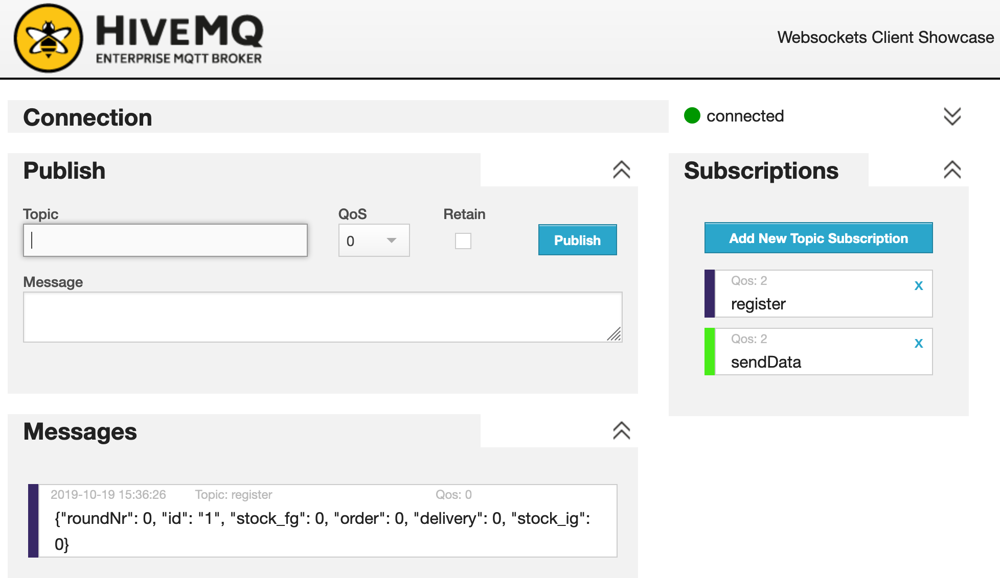 HIVEMQ
ENTERPRISE MQTT BROKER
Websockets Client Showcase
Connection
connected
Publish
Topic
QoS
Retain
0
Publish
Message
Subscriptions
Add New Topic Subscription
Qos: 2
x
register
Qos: 2
x
sendData
Messages
2019-10-19 15:36:26 Topic: register Qos: 0
{"roundNr": 0, "id": "1", "stock_fg": 0, "order": 0, "delivery": 0, "stock_ig":
0}